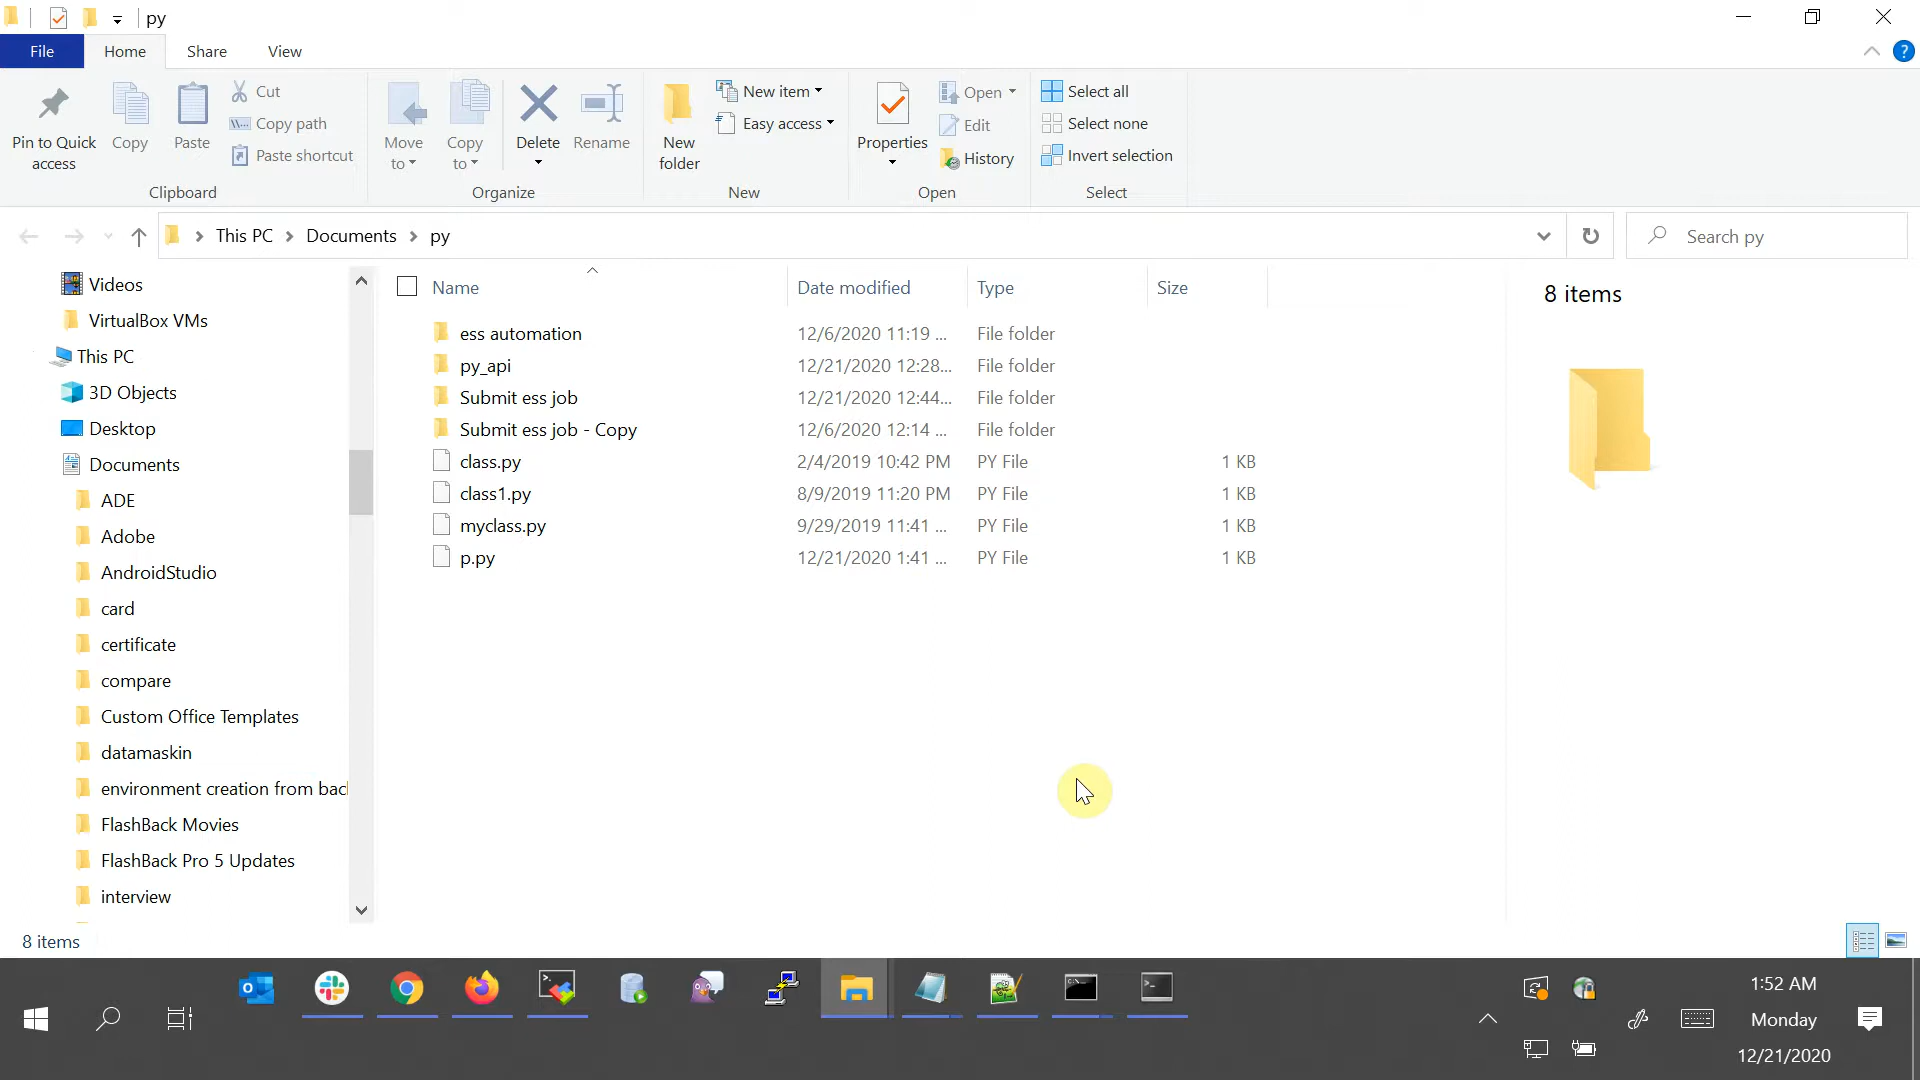 py
File Home Share View
Pin to Quick access
Copy
Paste
Cut
Copy path
Paste shortcut
Clipboard
Move to
Copy to
Delete
Rename
Organize
New folder
New item
Easy access
New
Properties
Open
Edit
History
Open
Select all
Select none
Invert selection
Select
This PC Documents py
Search py
Videos
VirtualBox VMs
This PC
3D Objects
Desktop
Documents
ADE
Adobe
AndroidStudio
card
certificate
compare
Custom Office Templates
datamaskin
environment creation from bac
FlashBack Movies
FlashBack Pro 5 Updates
interview
Name Date modified Type Size
ess automation 12/6/2020 11:19 ... File folder
py_api 12/21/2020 12:28... File folder
Submit ess job 12/21/2020 12:44... File folder
Submit ess job - Copy 12/6/2020 12:14 ... File folder
class.py 2/4/2019 10:42 PM PY File 1 KB
class1.py 8/9/2019 11:20 PM PY File 1 KB
myclass.py 9/29/2019 11:41 ... PY File 1 KB
p.py 12/21/2020 1:41 ... PY File 1 KB
8 items
8 items
1:52 AM
Monday
12/21/2020